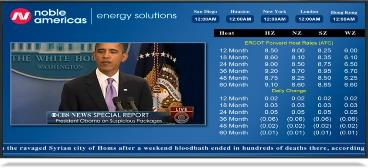 noble americas | energy solutions
San Diego Houston New York London Hong Kong
12:00AM 12:00AM 12:00AM 12:00AM 12:00AM
THE WHITE HOUSE
WASHINGTON
CBS NEWS SPECIAL REPORT
President Obama on Suspicious Packages
LIVE
Heat HZ NZ SZ WZ
ERCOT Forward Heat Rates (ATC)
12 Month 8.50 8.00 8.25 6.00
18 Month 8.60 8.10 8.35 6.10
24 Month 9.00 8.50 8.75 6.50
36 Month 9.20 8.70 8.95 6.70
48 Month 8.75 8.25 8.50 6.25
60 Month 9.10 8.60 8.85 6.60
Daily Change
12 Month 0.02 0.02 0.02 0.02
18 Month 0.03 0.03 0.03 0.03
24 Month 0.05 0.05 0.05 0.05
36 Month (0.06) (0.06) (0.06) (0.06)
48 Month 0.02 0.02 0.02 0.02
60 Month (0.01) (0.01) (0.01) (0.01)
the ravaged Syrian city of Homs after a weekend bloodbath ended in hundreds of deaths there, according